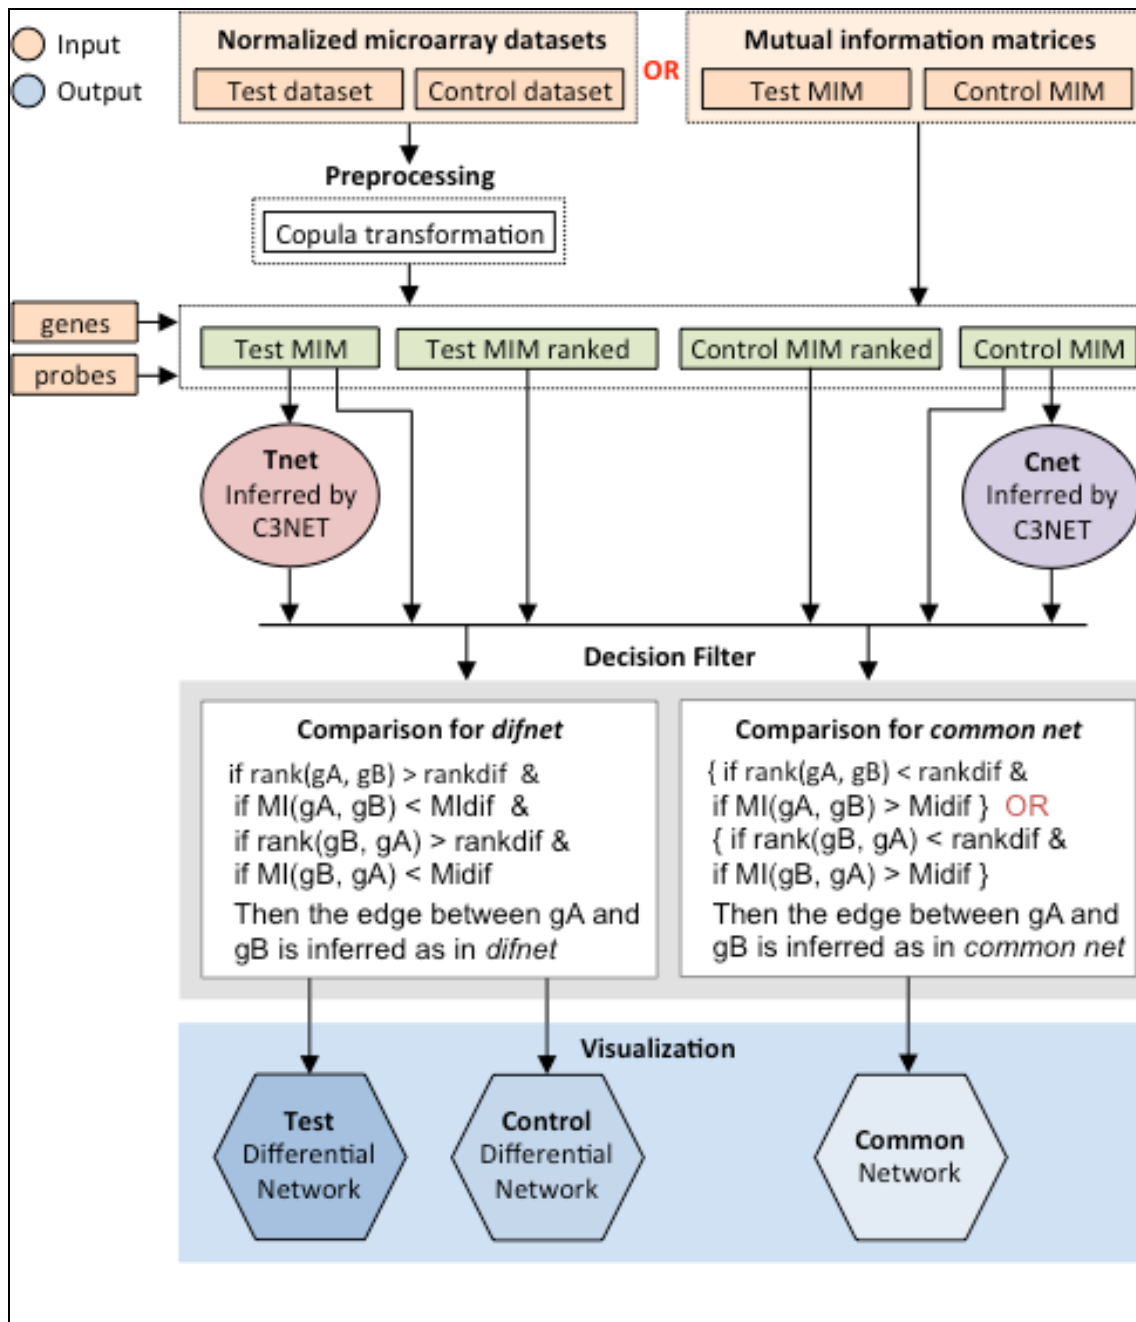 Input
Output
Normalized microarray datasets
Test dataset
Control dataset
OR
Mutual information matrices
Test MIM
Control MIM
Preprocessing
Copula transformation
genes
probes
Test MIM
Test MIM ranked
Control MIM ranked
Control MIM
Tnet
Inferred by
C3NET
Cnet
Inferred by
C3NET
Decision Filter
Comparison for difnet
if rank(gA, gB) > rankdif &
if MI(gA, gB) < MIdif &
if rank(gB, gA) > rankdif &
if MI(gB, gA) < Midif
Then the edge between gA and
gB is inferred as in difnet
Comparison for common net
{ if rank(gA, gB) < rankdif &
if MI(gA, gB) > Midif } OR
{ if rank(gB, gA) < rankdif &
if MI(gB, gA) > Midif }
Then the edge between gA and
gB is inferred as in common net
Visualization
Test
Differential
Network
Control
Differential
Network
Common
Network